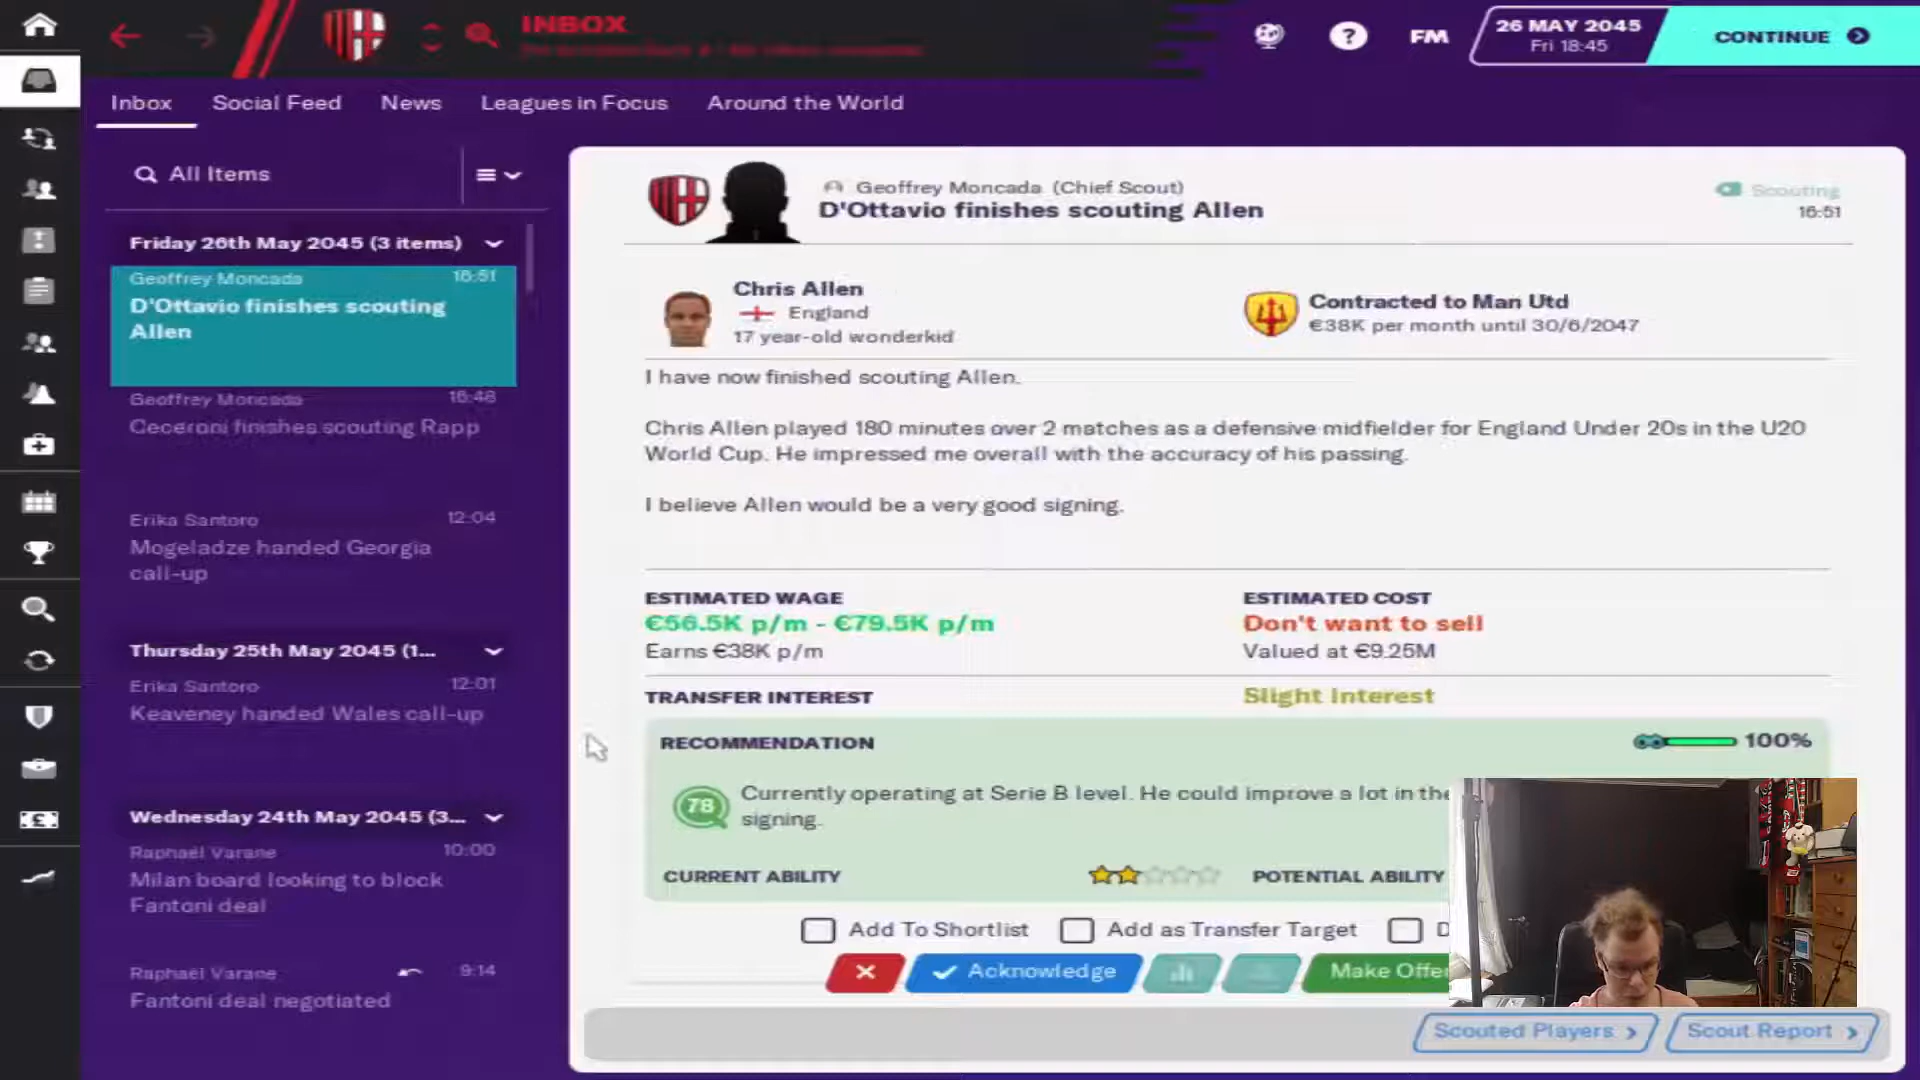 INBOX
26 MAY 2045
Fri 18:45
FM
CONTINUE
Inbox
Social Feed
News
Leagues in Focus
Around the World
All Items
Friday 26th May 2045 (3 items)
Geoffrey Moncada
16:51
D'Ottavio finishes scouting
Allen
Geoffrey Moncada
16:48
Ceceroni finishes scouting Rapp
Erika Santoro
12:04
Mogeladze handed Georgia
call-up
Thursday 25th May 2045 (1...
Erika Santoro
12:01
Keaveney handed Wales call-up
Wednesday 24th May 2045 (3...
Raphaël Varane
10:00
Milan board looking to block
Fantoni deal
Raphaël Varane
9:14
Fantoni deal negotiated
Geoffrey Moncada (Chief Scout)
D'Ottavio finishes scouting Allen
Scouting
16:51
Chris Allen
England
17 year-old wonderkid
Contracted to Man Utd
€38K per month until 30/6/2047
I have now finished scouting Allen.
Chris Allen played 180 minutes over 2 matches as a defensive midfielder for England Under 20s in the U20
World Cup. He impressed me overall with the accuracy of his passing.
I believe Allen would be a very good signing.
ESTIMATED WAGE
€56.5K p/m - €79.5K p/m
Earns €38K p/m
ESTIMATED COST
Don't want to sell
Valued at €9.25M
TRANSFER INTEREST
Slight Interest
RECOMMENDATION
100%
78
Currently operating at Serie B level. He could improve a lot in the
signing.
CURRENT ABILITY
POTENTIAL ABILITY
Add To Shortlist
Add as Transfer Target
D
Acknowledge
Make Offe
Scouted Players
Scout Report